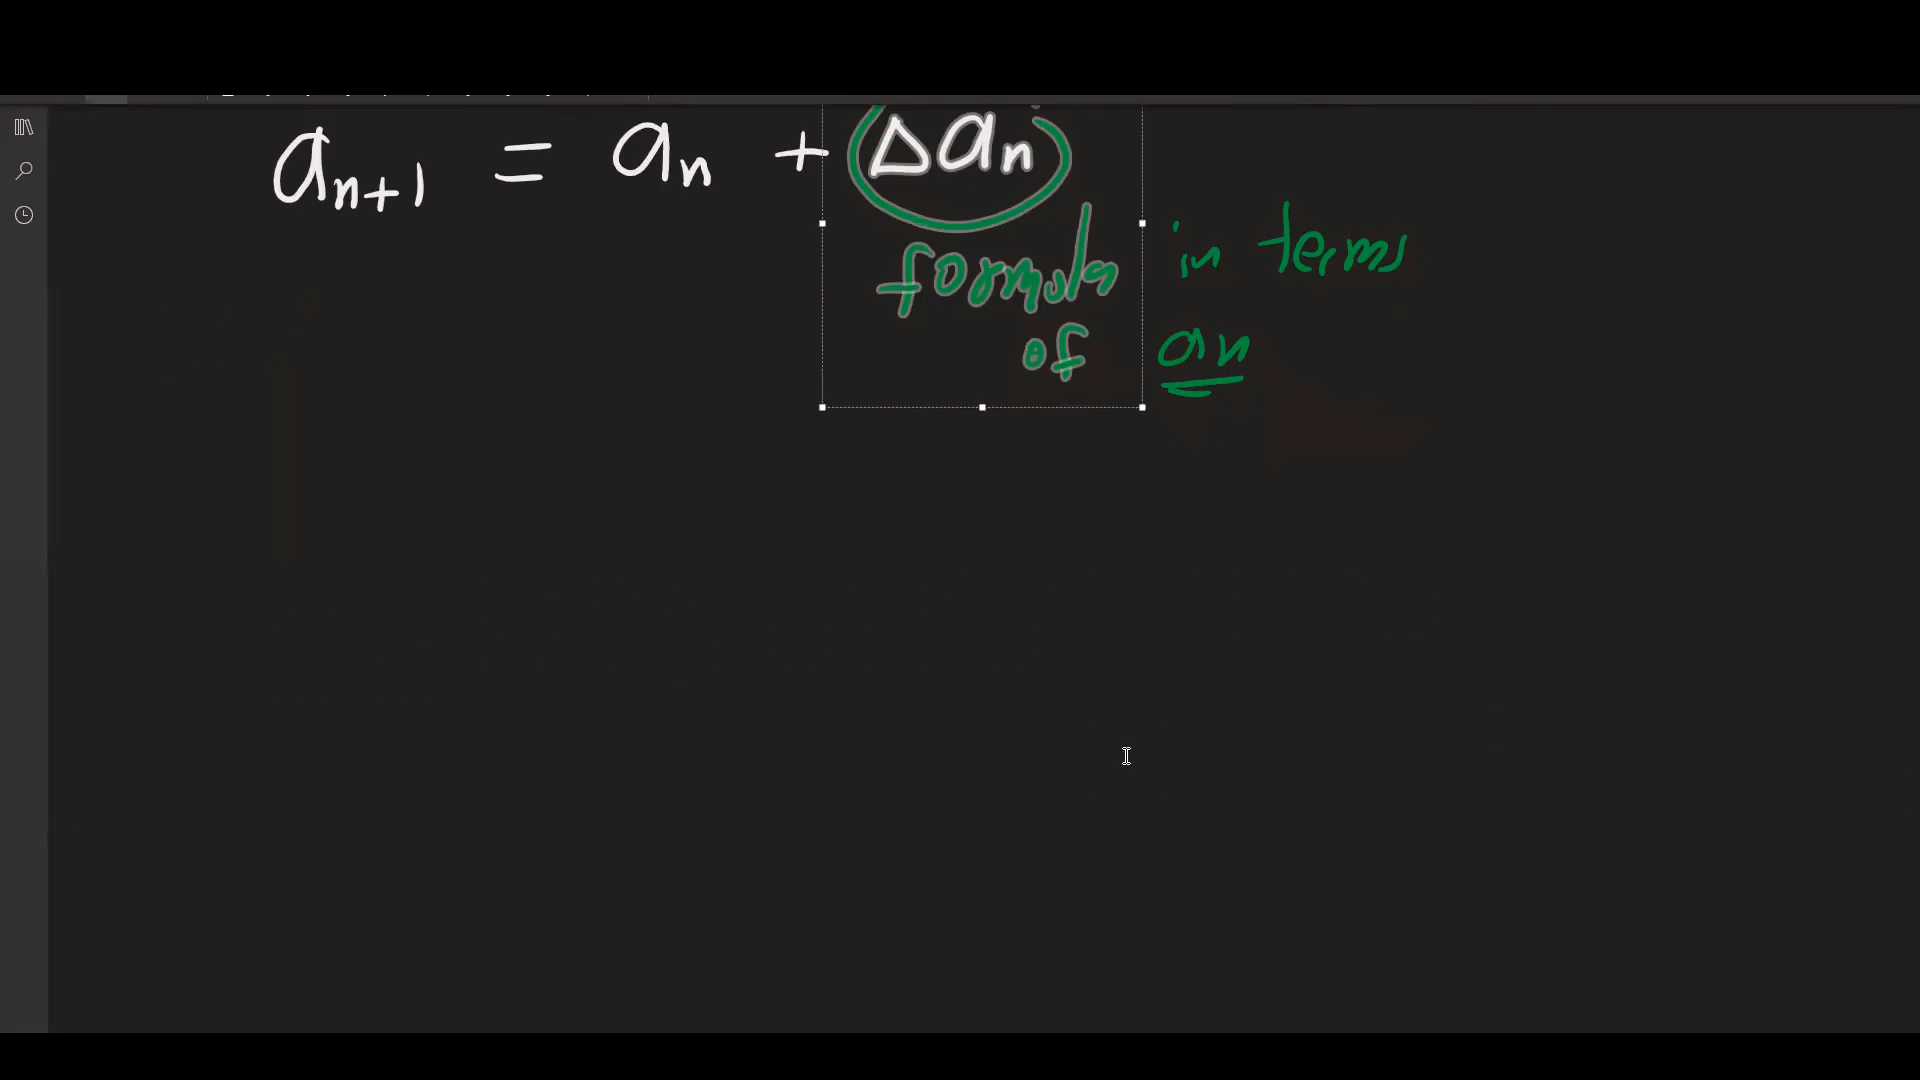 aₙ₊₁ = aₙ + Δaₙ
formula in terms
of an